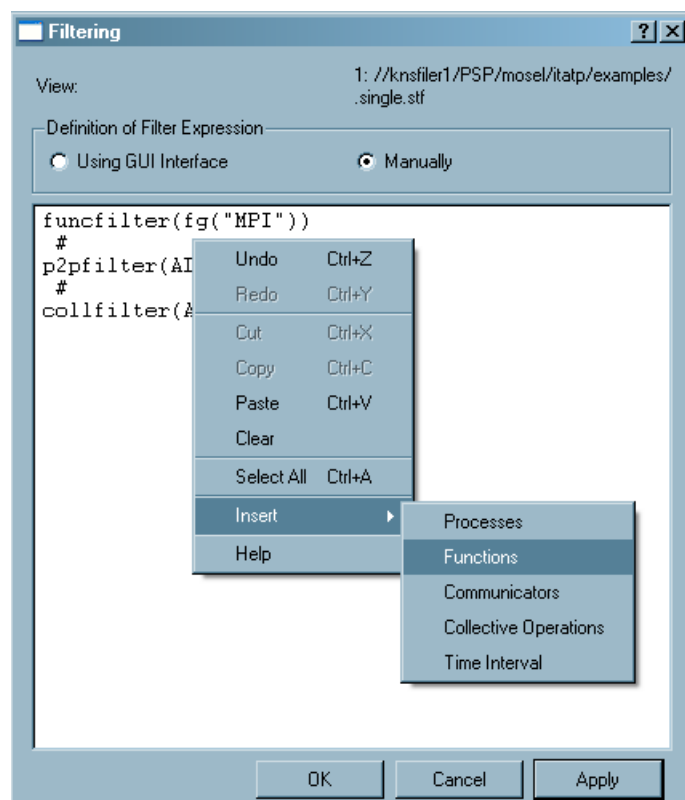 Filtering
View:
1: //knsfiler1/PSP/mosel/itatp/examples/
.single.stf
Definition of Filter Expression
Using GUI Interface
Manually
funcfilter(fg("MPI"))
#
p2pfilter(
#
collfilter(
Undo Ctrl+Z
Redo Ctrl+Y
Cut Ctrl+X
Copy Ctrl+C
Paste Ctrl+V
Clear
Select All Ctrl+A
Insert
Help
Processes
Functions
Communicators
Collective Operations
Time Interval
OK
Cancel
Apply